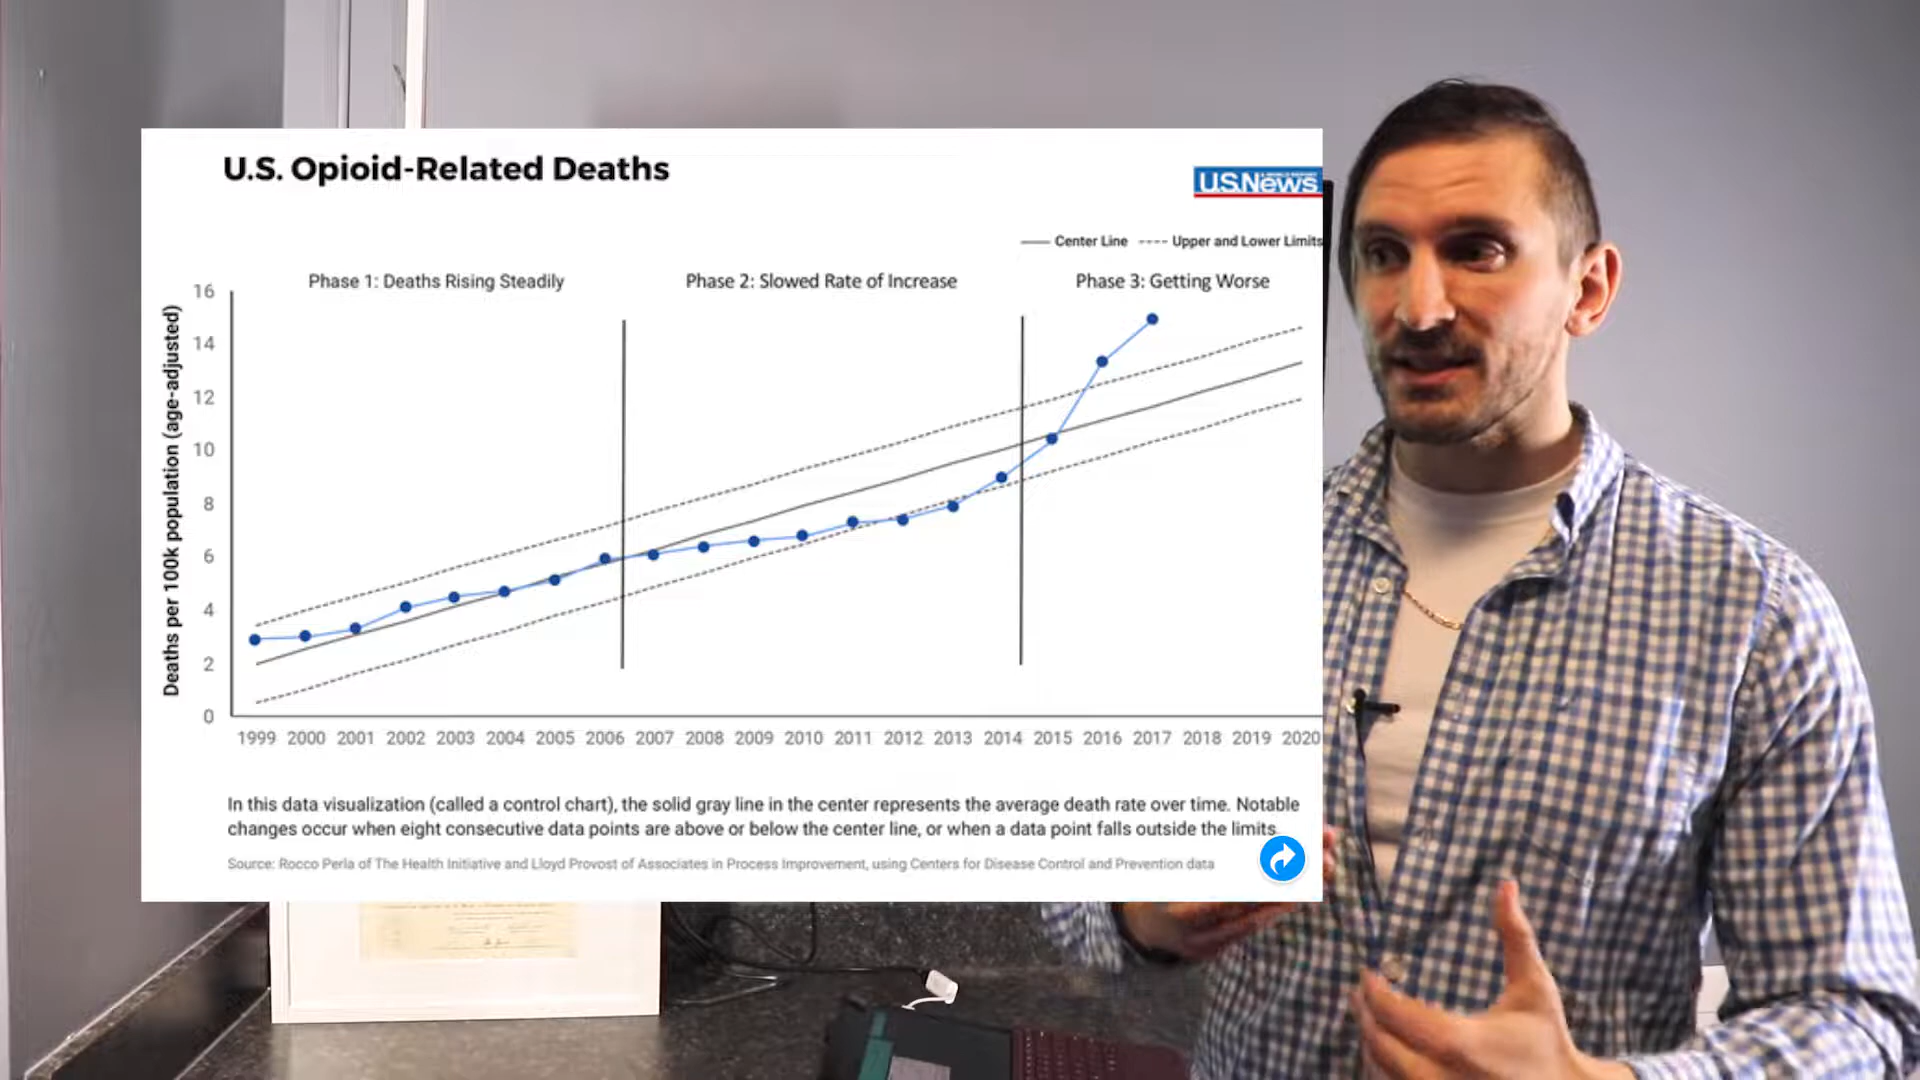 U.S. Opioid-Related Deaths
U.S.News
Center Line
Upper and Lower Limits
Phase 1: Deaths Rising Steadily
Phase 2: Slowed Rate of Increase
Phase 3: Getting Worse
Deaths per 100k population (age-adjusted)
16
14
12
10
8
6
4
2
0
1999 2000 2001 2002 2003 2004 2005 2006 2007 2008 2009 2010 2011 2012 2013 2014 2015 2016 2017 2018 2019 2020
In this data visualization (called a control chart), the solid gray line in the center represents the average death rate over time. Notable
changes occur when eight consecutive data points are above or below the center line, or when a data point falls outside the limits.
Source: Rocco Perla of The Health Initiative and Lloyd Provost of Associates in Process Improvement, using Centers for Disease Control and Prevention data